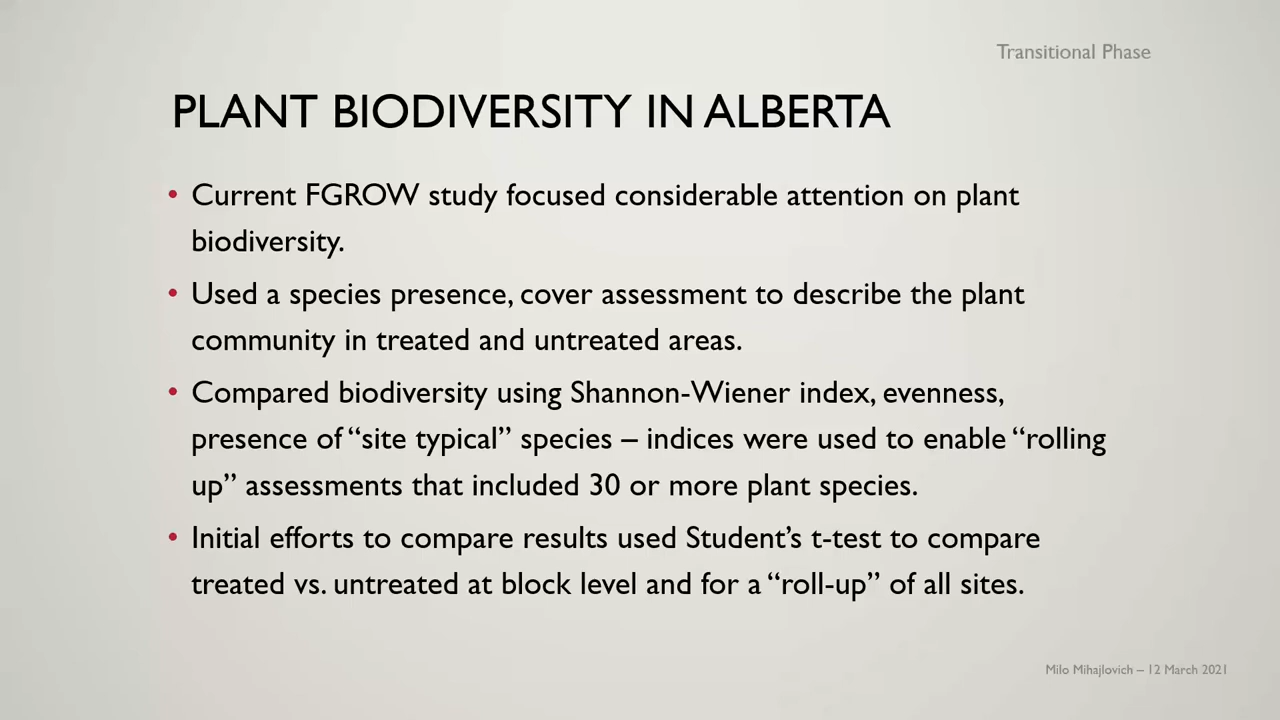 Transitional Phase
PLANT BIODIVERSITY IN ALBERTA
• Current FGROW study focused considerable attention on plant
biodiversity.
• Used a species presence, cover assessment to describe the plant
community in treated and untreated areas.
• Compared biodiversity using Shannon-Wiener index, evenness,
presence of “site typical” species – indices were used to enable “rolling
up” assessments that included 30 or more plant species.
• Initial efforts to compare results used Student’s t-test to compare
treated vs. untreated at block level and for a “roll-up” of all sites.
Milo Mihajlovich – 12 March 2021